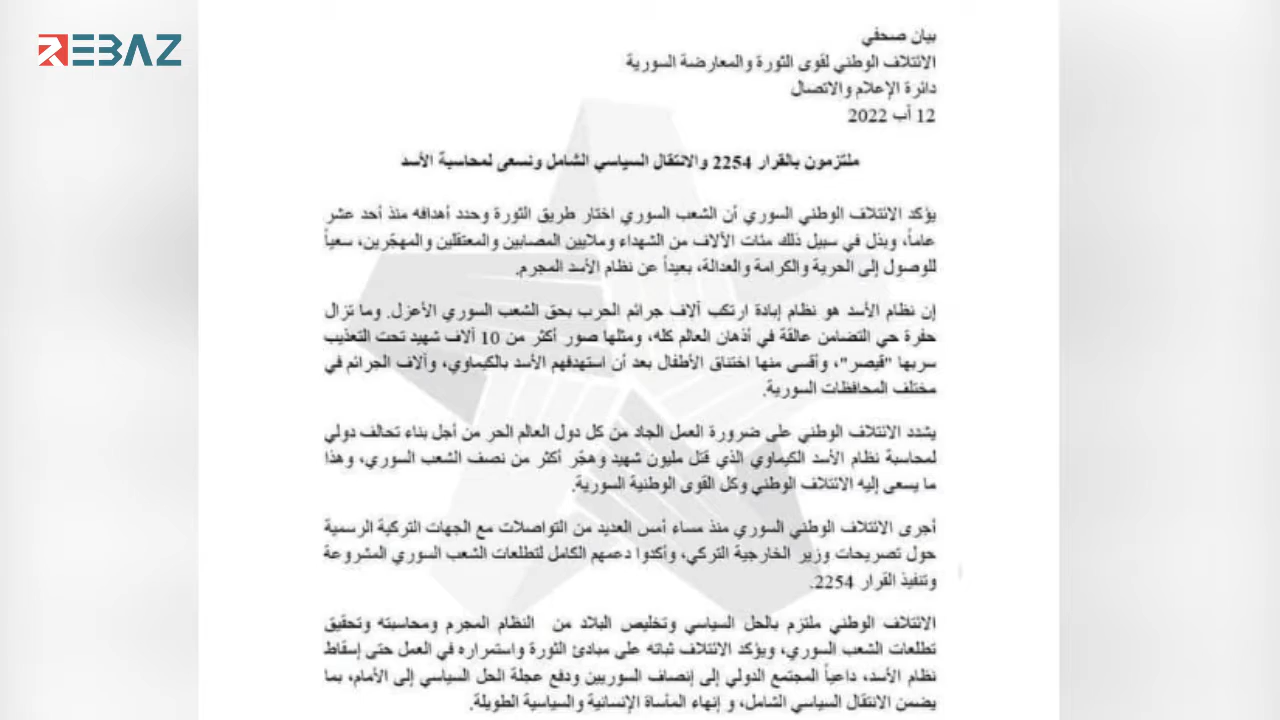 REBAZ
بيان صحفي
الائتلاف الوطني لقوى الثورة والمعارضة السورية
دائرة الإعلام والاتصال
12 آب 2022
ملتزمون بالقرار 2254 والانتقال السياسي الشامل ونسعى لمحاسبة الأسد
يؤكد الائتلاف الوطني السوري أن الشعب السوري اختار طريق الثورة وحدد أهدافه منذ أحد عشر
عاماً، وبذل في سبيل ذلك مئات الآلاف من الشهداء وملايين المصابين والمعتقلين والمهجّرين، سعياً
للوصول إلى الحرية والكرامة والعدالة، بعيداً عن نظام الأسد المجرم.
إن نظام الأسد هو نظام إبادة ارتكب آلاف جرائم الحرب بحق الشعب السوري الأعزل. وما تزال
حفرة حي التضامن عالقة في أذهان العالم كله، ومثلها صور أكثر من 10 آلاف شهيد تحت التعذيب
سربها "قيصر"، وأقسى منها اختناق الأطفال بعد أن استهدفهم الأسد بالكيماوي، وآلاف الجرائم في
مختلف المحافظات السورية.
يشدد الائتلاف الوطني على ضرورة العمل الجاد من كل دول العالم الحر من أجل بناء تحالف دولي
لمحاسبة نظام الأسد الكيماوي الذي قتل مليون شهيد وهجّر أكثر من نصف الشعب السوري، وهذا
ما يسعى إليه الائتلاف الوطني وكل القوى الوطنية السورية.
أجرى الائتلاف الوطني السوري منذ مساء أمس العديد من التواصلات مع الجهات التركية الرسمية
حول تصريحات وزير الخارجية التركي، وأكدوا دعمهم الكامل لتطلعات الشعب السوري المشروعة
وتنفيذ القرار 2254.
الائتلاف الوطني ملتزم بالحل السياسي وتخليص البلاد من النظام المجرم ومحاسبته وتحقيق
تطلعات الشعب السوري، ويؤكد الائتلاف ثباته على مبادئ الثورة واستمراره في العمل حتى إسقاط
نظام الأسد، داعياً المجتمع الدولي إلى إنصاف السوريين ودفع عجلة الحل السياسي إلى الأمام، بما
يضمن الانتقال السياسي الشامل، و إنهاء المأساة الإنسانية والسياسية الطويلة.